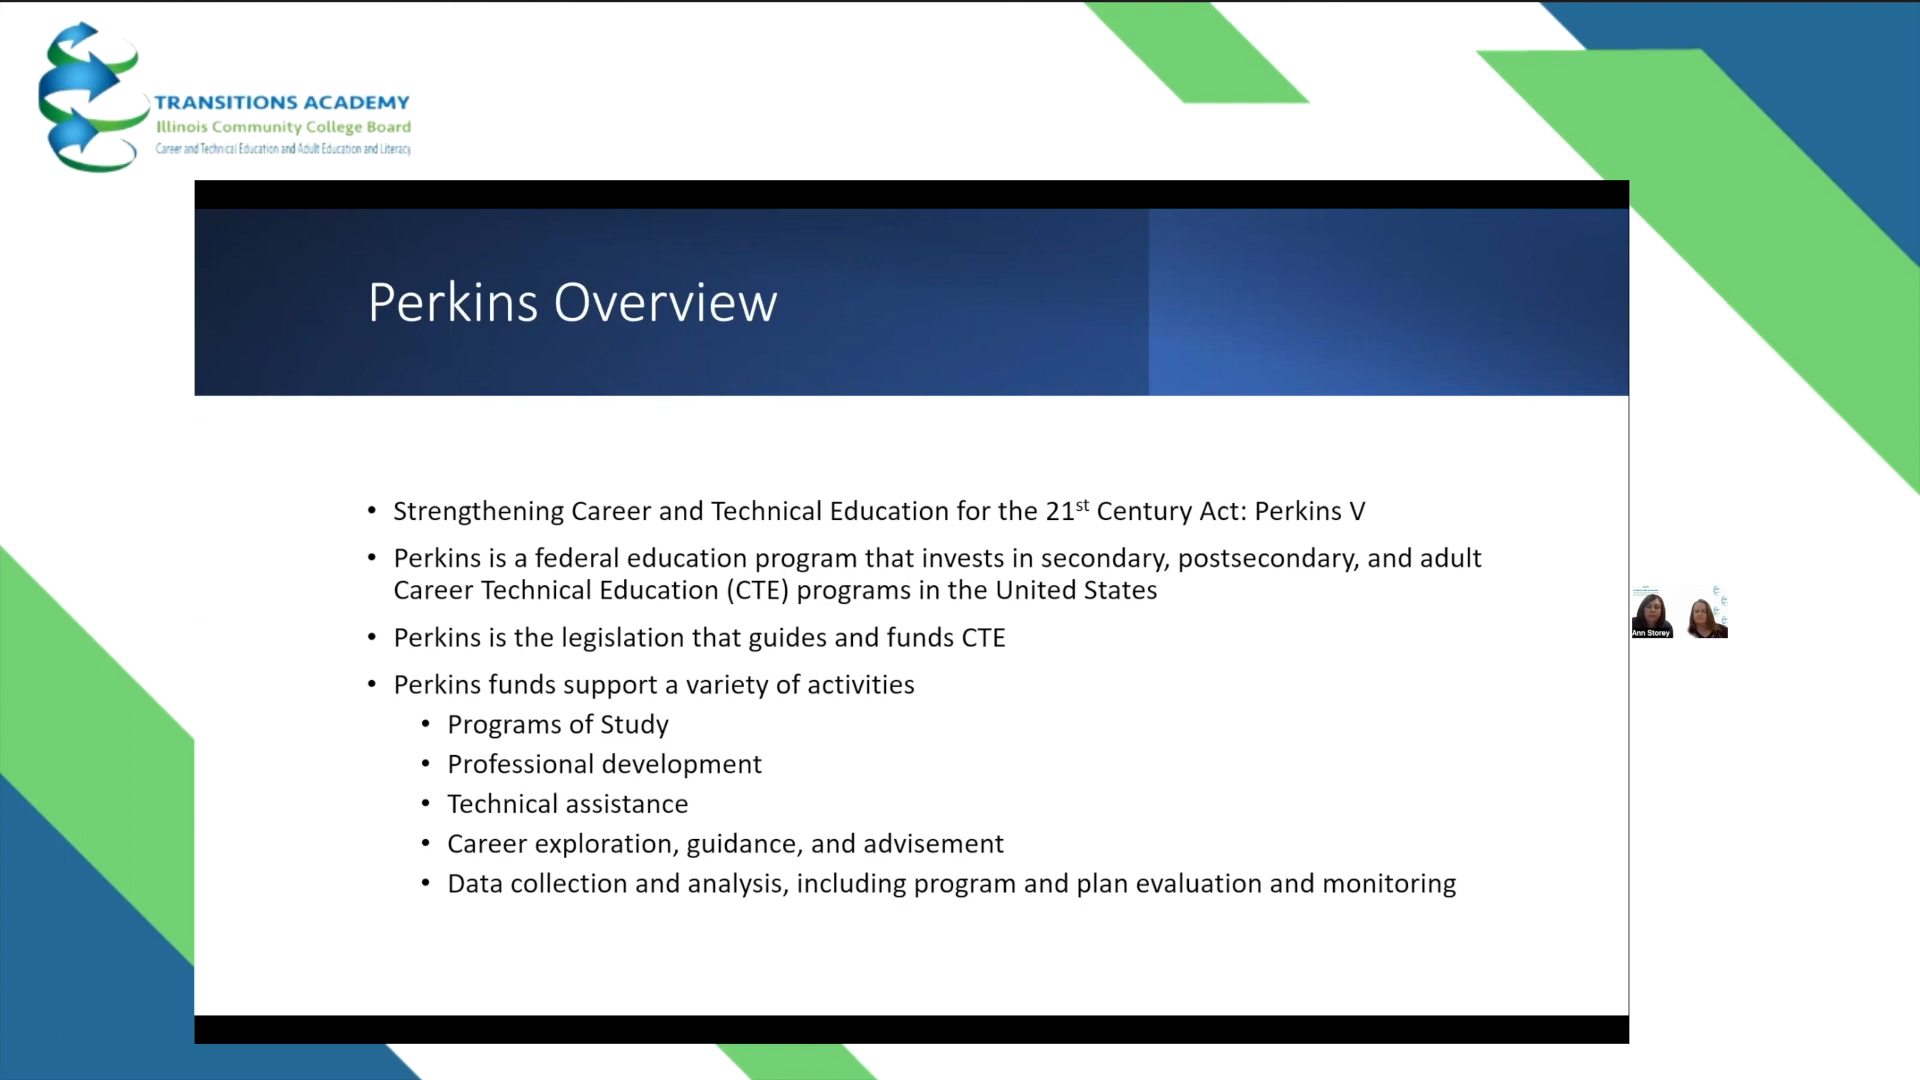 TRANSITIONS ACADEMY
Illinois Community College Board
Career and Technical Education and Adult Education and Literacy
Perkins Overview
• Strengthening Career and Technical Education for the 21st Century Act: Perkins V
• Perkins is a federal education program that invests in secondary, postsecondary, and adult
Career Technical Education (CTE) programs in the United States
• Perkins is the legislation that guides and funds CTE
• Perkins funds support a variety of activities
• Programs of Study
• Professional development
• Technical assistance
• Career exploration, guidance, and advisement
• Data collection and analysis, including program and plan evaluation and monitoring
Ann Storey